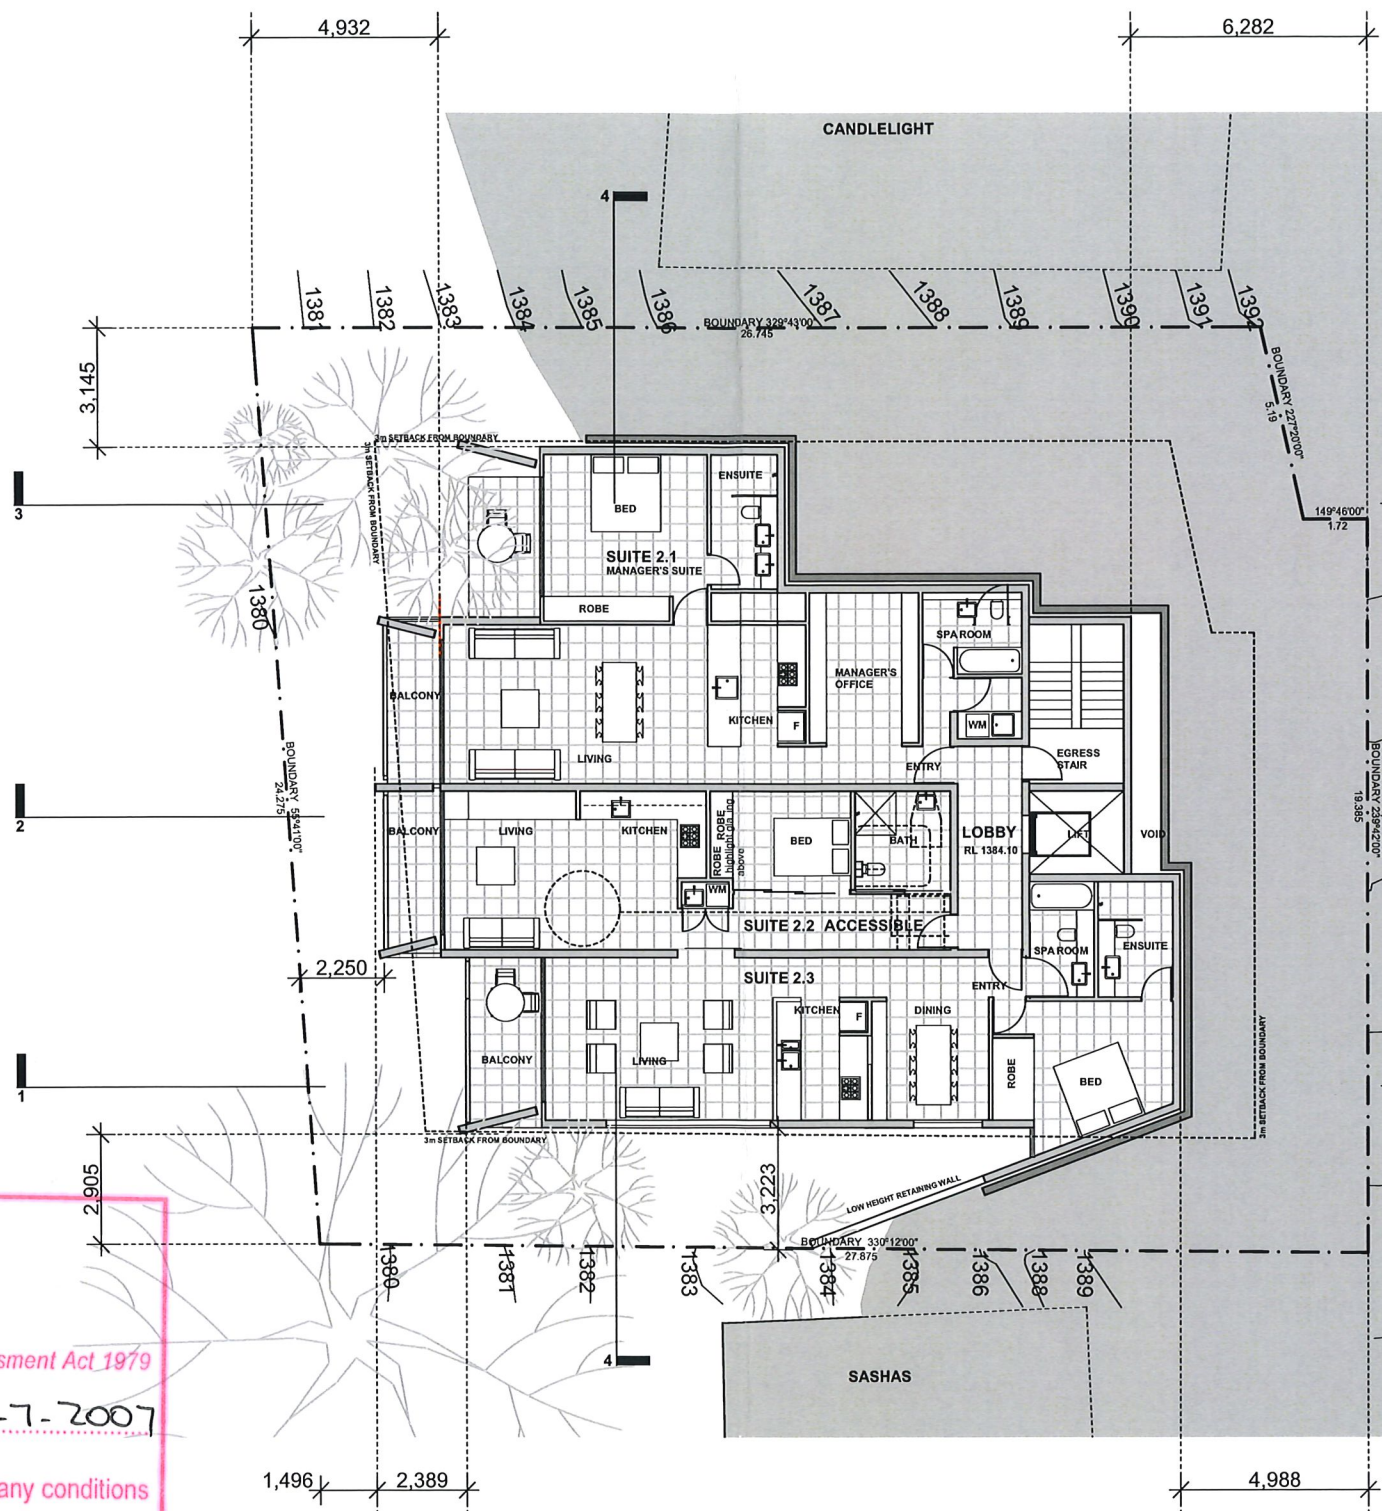 4,932
6,282
CANDLELIGHT
4
1381
1382
1383
1384
1385
1386
1387
1388
1389
1390
1391
1392
BOUNDARY 329°43'00"
26.745
BOUNDARY 227°20'00"
5.19
3,145
3m SETBACK FROM BOUNDARY
3m SETBACK FROM BOUNDARY
3
149°46'00"
1.72
BED
ENSUITE
SUITE 2.1
MANAGER'S SUITE
ROBE
1380
SPA ROOM
MANAGER'S
OFFICE
BALCONY
KITCHEN
F
WM
LIVING
ENTRY
EGRESS
STAIR
BOUNDARY 55°41'00"
24.275
BOUNDARY 239°42'00"
19.385
2
BALCONY
LIVING
KITCHEN
ROBE ROBE
above
BED
BATH
LOBBY
RL 1384.10
LIFT
VOID
WM
SUITE 2.2 ACCESSIBLE
SPA ROOM
ENSUITE
2,250
SUITE 2.3
ENTRY
KITCHEN
F
DINING
BALCONY
LIVING
ROBE
BED
1
3m SETBACK FROM BOUNDARY
3m SETBACK FROM BOUNDARY
2,905
3,223
LOW HEIGHT RETAINING WALL
BOUNDARY 330°12'00"
27.875
1380
1381
1382
1383
1384
1385
1386
1388
1389
4
SASHAS
sment Act 1979
-7-2007
any conditions
1,496
2,389
4,988